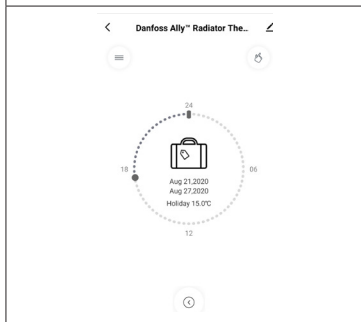 Danfoss Ally™ Radiator The..
24
18
06
Aug 21,2020
Aug 27,2020
Holiday 15.0°C
12